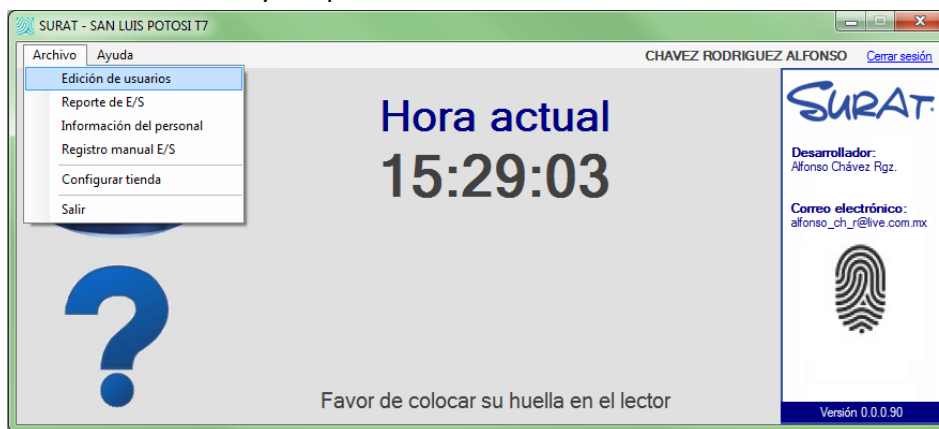 SURAT - SAN LUIS POTOSI T7
Archivo Ayuda CHAVEZ RODRIGUEZ ALFONSO Cerrar sesión
Edición de usuarios
Reporte de E/S
Información del personal
Registro manual E/S
Configurar tienda
Salir
Hora actual
15:29:03
Favor de colocar su huella en el lector
SURAT.
Desarrollador:
Alfonso Chávez Rgz.
Correo electrónico:
alfonso_ch_r@live.com.mx
Versión 0.0.0.90